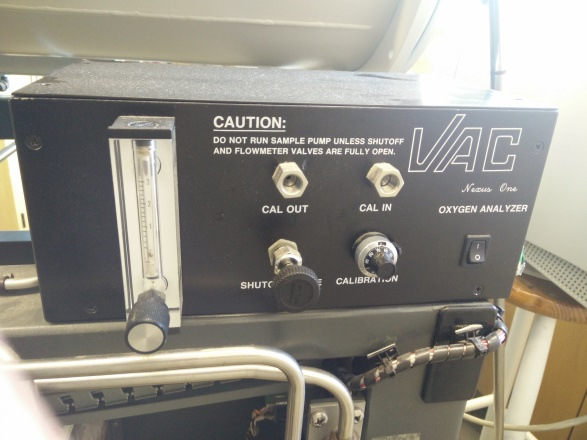 CAUTION:
DO NOT RUN SAMPLE PUMP UNLESS SHUTOFF
AND FLOWMETER VALVES ARE FULLY OPEN.
VAC
Nexus One
OXYGEN ANALYZER
CAL OUT
CAL IN
CALIBRATION